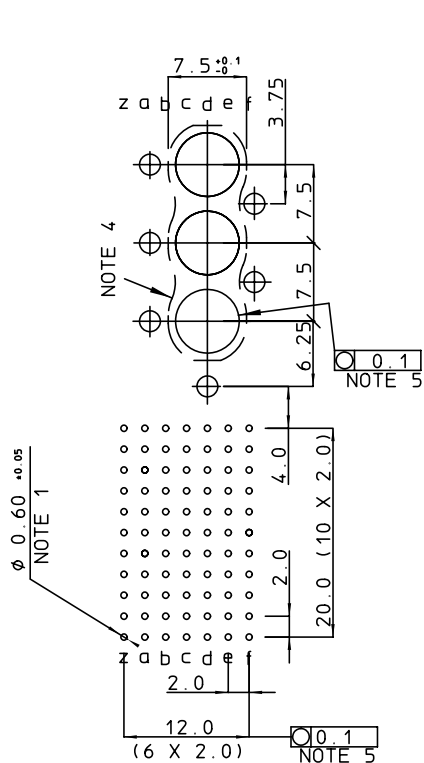 7.5 +0.1 -0
z a b c d e f
3.75
7.5
NOTE 4
7.5
6.25
0.1
NOTE 5
4.0
20.0 (10 X 2.0)
Ø 0.60 ±0.05
NOTE 1
2.0
z a b c d e f
2.0
12.0
(6 X 2.0)
0.1
NOTE 5